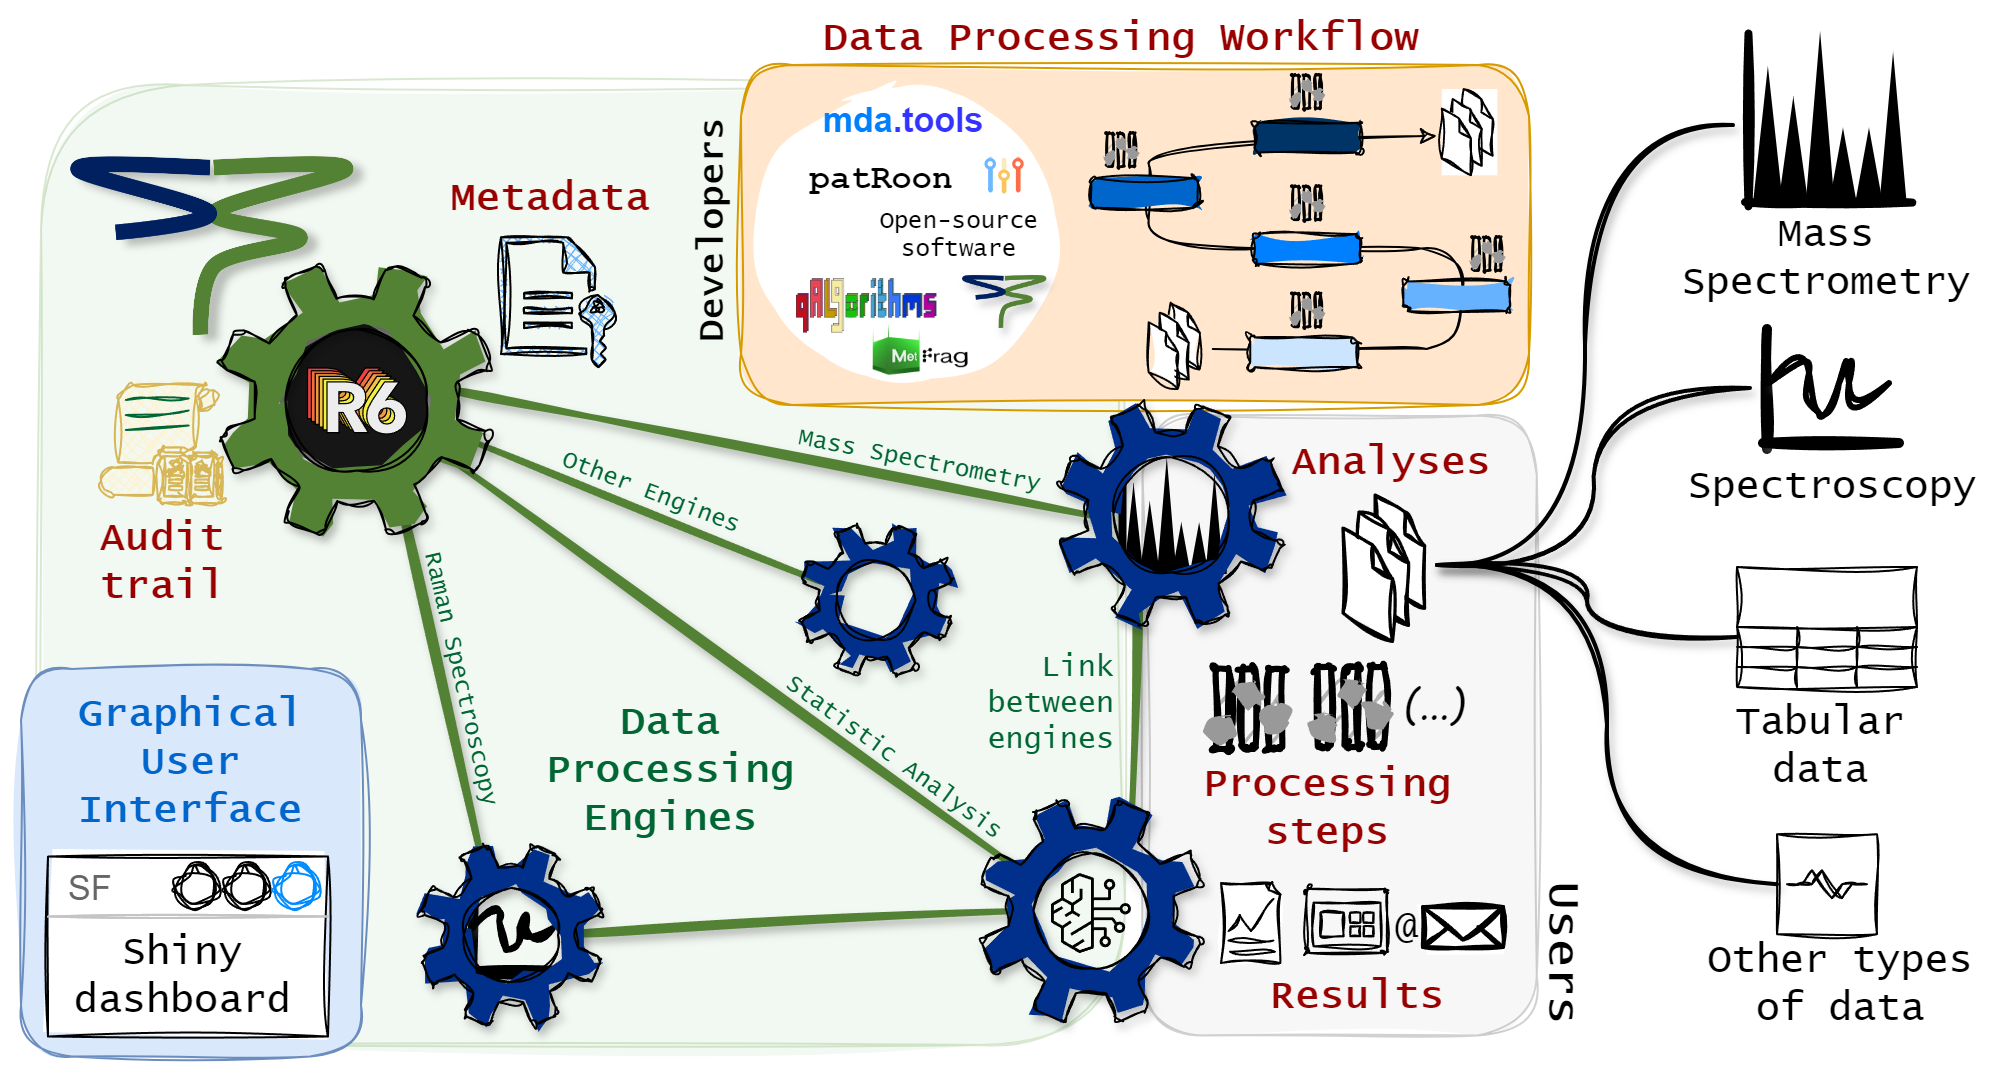 Data Processing Workflow
Developers
mda.tools
patRoon
Open-source
software
qAlgorithms
MetFrag
Metadata
R6
Audit
trail
Mass Spectrometry
Other Engines
Raman Spectroscopy
Statistic Analysis
Data
Processing
Engines
Link
between
engines
Graphical
User
Interface
SF
Shiny
dashboard
Analyses
(...)
Processing
steps
@
Results
Users
Mass
Spectrometry
Spectroscopy
Tabular
data
Other types
of data